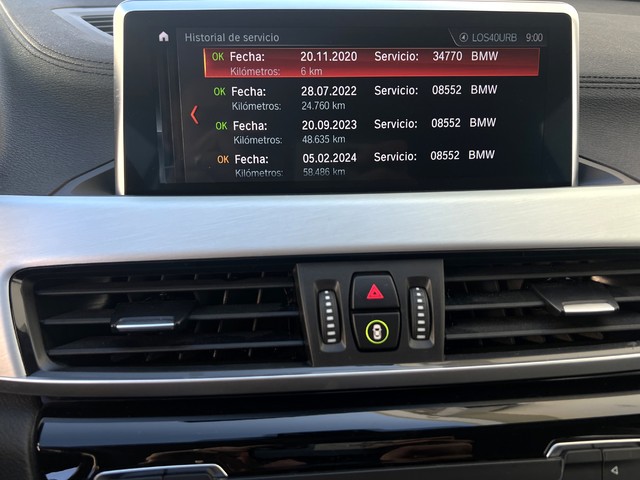 Historial de servicio LOS40URB 9:00
OK Fecha: 20.11.2020 Servicio: 34770 BMW
Kilómetros: 6 km
OK Fecha: 28.07.2022 Servicio: 08552 BMW
Kilómetros: 24.760 km
OK Fecha: 20.09.2023 Servicio: 08552 BMW
Kilómetros: 48.635 km
OK Fecha: 05.02.2024 Servicio: 08552 BMW
Kilómetros: 58.486 km